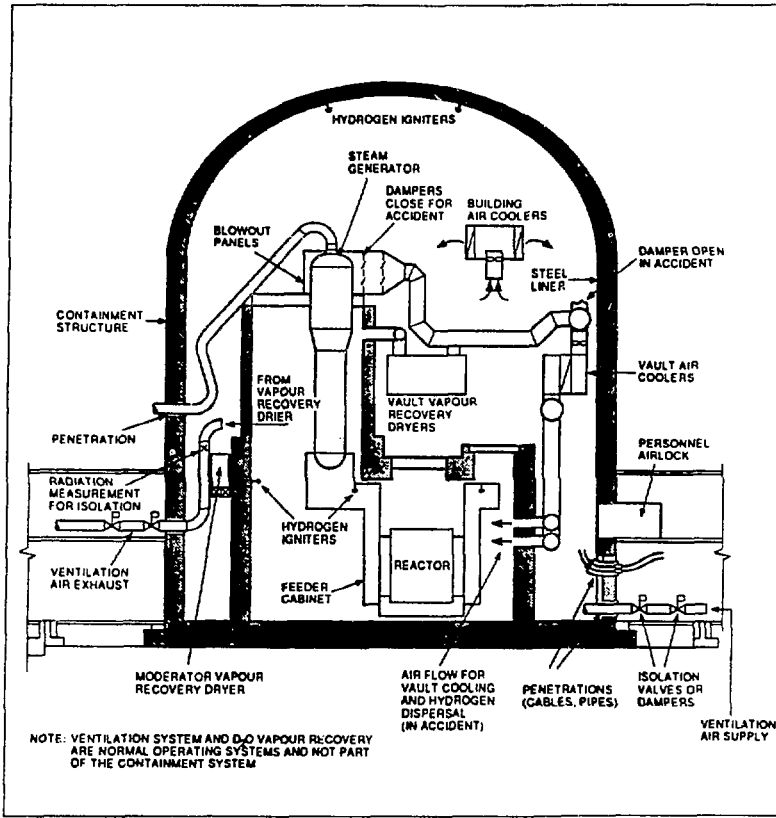 HYDROGEN IGNITERS
STEAM
GENERATOR
DAMPERS
CLOSE FOR
ACCIDENT
BUILDING
AIR COOLERS
BLOWOUT
PANELS
DAMPER OPEN
IN ACCIDENT
STEEL
LINER
CONTAINMENT
STRUCTURE
VAULT AIR
COOLERS
FROM
VAPOUR
RECOVERY
DRIER
VAULT VAPOUR
RECOVERY
DRYERS
PENETRATION
PERSONNEL
AIRLOCK
RADIATION
MEASUREMENT
FOR ISOLATION
HYDROGEN
IGNITERS
VENTILATION
AIR EXHAUST
FEEDER
CABINET
REACTOR
MODERATOR VAPOUR
RECOVERY DRYER
AIR FLOW FOR
VAULT COOLING
AND HYDROGEN
DISPERSAL
(IN ACCIDENT)
PENETRATIONS
(CABLES, PIPES)
ISOLATION
VALVES OR
DAMPERS
VENTILATION
AIR SUPPLY
NOTE: VENTILATION SYSTEM AND D2O VAPOUR RECOVERY
ARE NORMAL OPERATING SYSTEMS AND NOT PART
OF THE CONTAINMENT SYSTEM